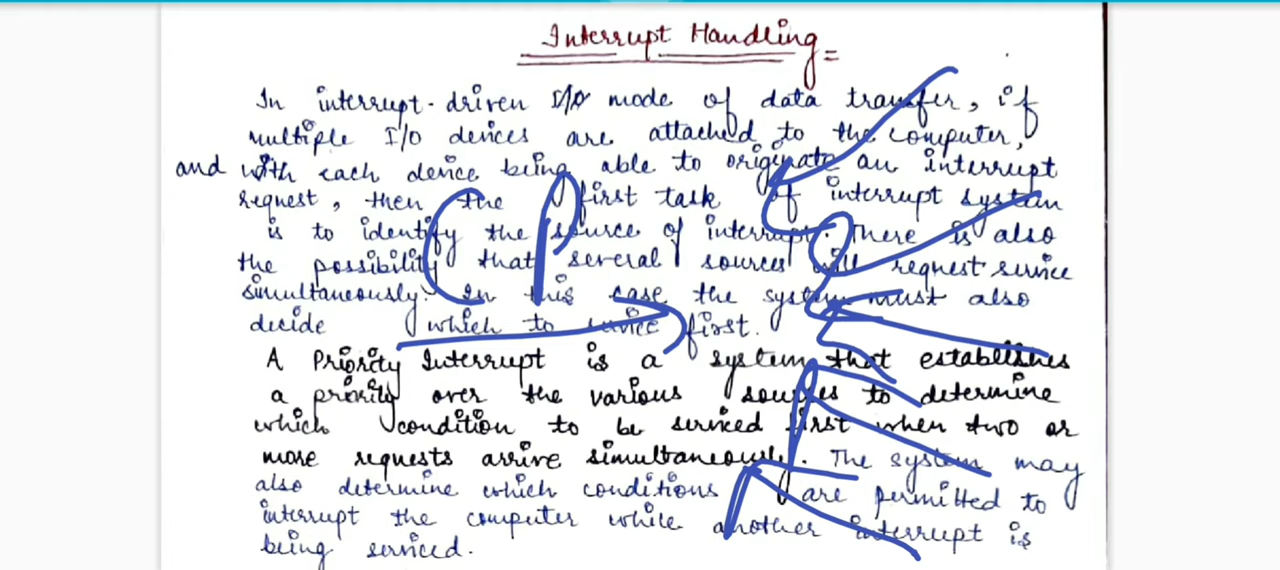 Interrupt Handling
In interrupt-driven I/O mode of data transfer, if
multiple I/O devices are attached to the computer,
and with each device being able to originate an interrupt
request, then the first task of interrupt system
is to identify the source of interrupt. There is also
the possibility that several sources will request service
simultaneously. In this case the system must also
decide which to service first.
A Priority Interrupt is a system that establishes
a priority over the various sources to determine
which condition to be serviced first when two or
more requests arrive simultaneously. The system may
also determine which conditions are permitted to
interrupt the computer while another interrupt is
being serviced.